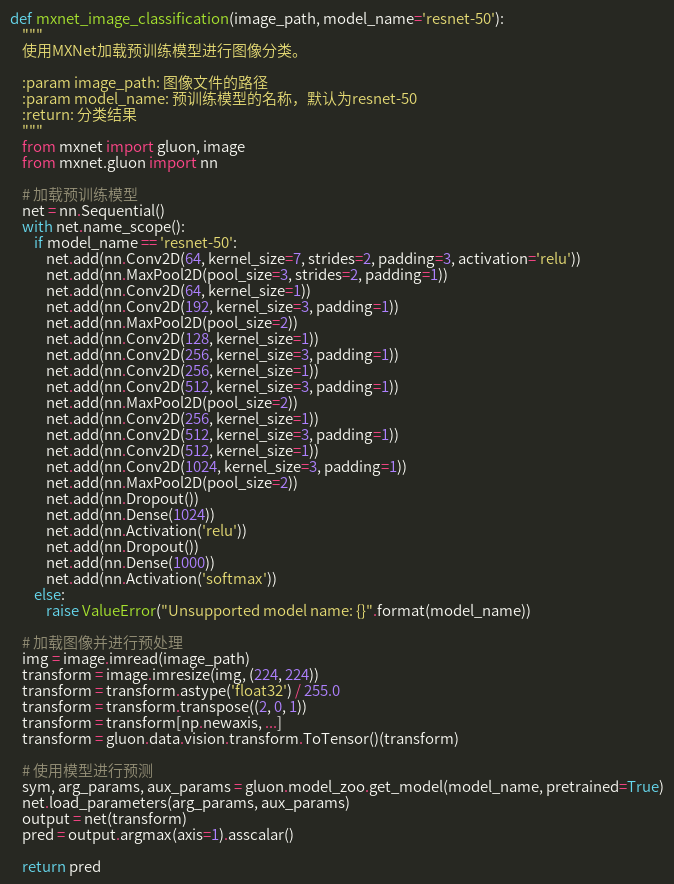 def mxnet_image_classification(image_path, model_name='resnet-50'):
"""
使用MXNet加载预训练模型进行图像分类。
:param image_path: 图像文件的路径
:param model_name: 预训练模型的名称，默认为resnet-50
:return: 分类结果
"""
from mxnet import gluon, image
from mxnet.gluon import nn
# 加载预训练模型
net = nn.Sequential()
with net.name_scope():
if model_name == 'resnet-50':
net.add(nn.Conv2D(64, kernel_size=7, strides=2, padding=3, activation='relu'))
net.add(nn.MaxPool2D(pool_size=3, strides=2, padding=1))
net.add(nn.Conv2D(64, kernel_size=1))
net.add(nn.Conv2D(192, kernel_size=3, padding=1))
net.add(nn.MaxPool2D(pool_size=2))
net.add(nn.Conv2D(128, kernel_size=1))
net.add(nn.Conv2D(256, kernel_size=3, padding=1))
net.add(nn.Conv2D(256, kernel_size=1))
net.add(nn.Conv2D(512, kernel_size=3, padding=1))
net.add(nn.MaxPool2D(pool_size=2))
net.add(nn.Conv2D(256, kernel_size=1))
net.add(nn.Conv2D(512, kernel_size=3, padding=1))
net.add(nn.Conv2D(512, kernel_size=1))
net.add(nn.Conv2D(1024, kernel_size=3, padding=1))
net.add(nn.MaxPool2D(pool_size=2))
net.add(nn.Dropout())
net.add(nn.Dense(1024))
net.add(nn.Activation('relu'))
net.add(nn.Dropout())
net.add(nn.Dense(1000))
net.add(nn.Activation('softmax'))
else:
raise ValueError("Unsupported model name: {}".format(model_name))
# 加载图像并进行预处理
img = image.imread(image_path)
transform = image.imresize(img, (224, 224))
transform = transform.astype('float32') / 255.0
transform = transform.transpose((2, 0, 1))
transform = transform[np.newaxis, ...]
transform = gluon.data.vision.transform.ToTensor()(transform)
# 使用模型进行预测
sym, arg_params, aux_params = gluon.model_zoo.get_model(model_name, pretrained=True)
net.load_parameters(arg_params, aux_params)
output = net(transform)
pred = output.argmax(axis=1).asscalar()
return pred